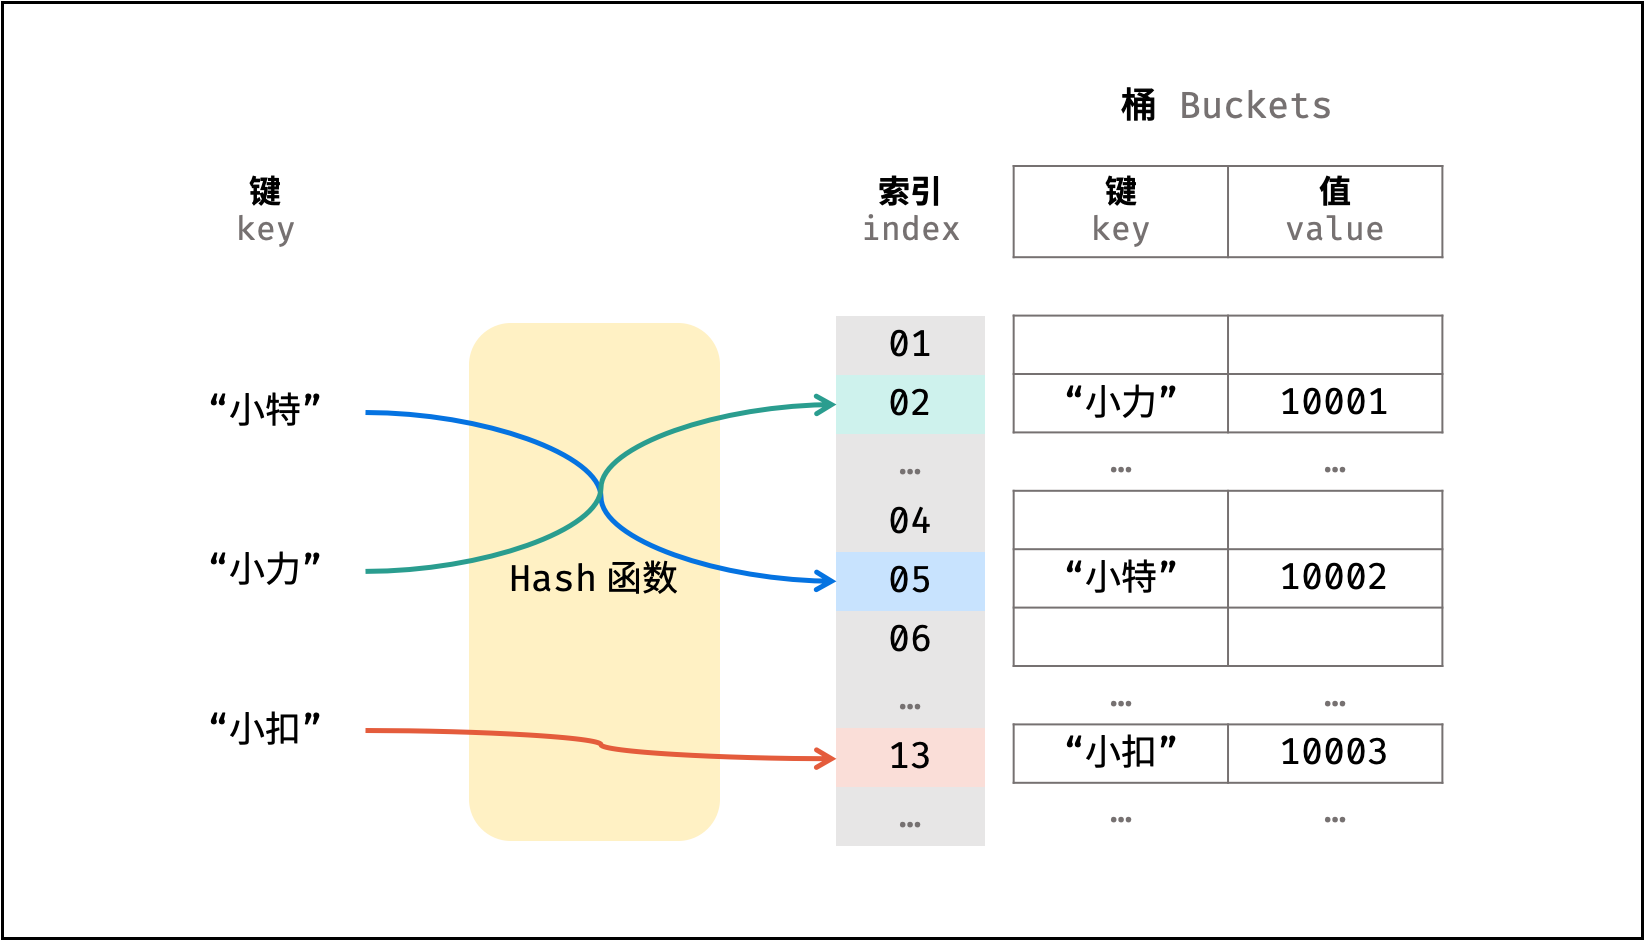 桶 Buckets
键
key
索引
index
键
key
值
value
01
02
“小力”
10001
“小特”
…
…
…
04
05
“小特”
10002
“小力”
Hash 函数
06
…
…
…
“小扣”
13
“小扣”
10003
…
…
…